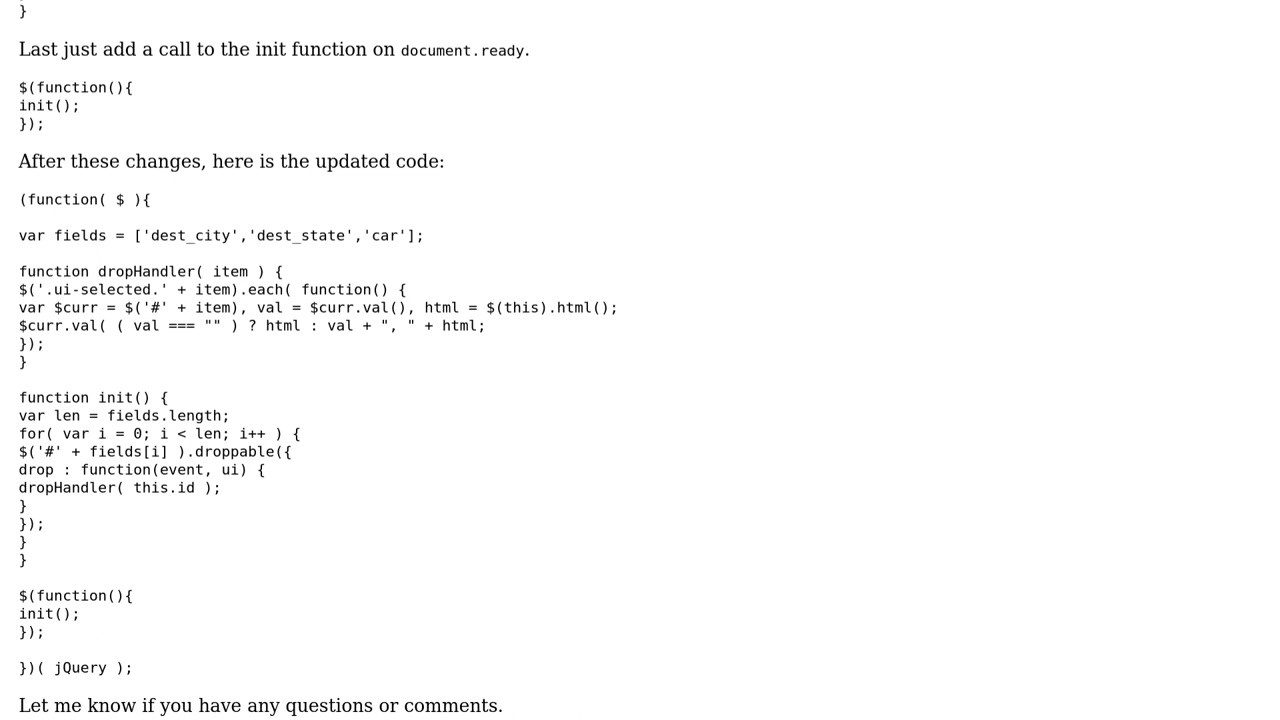 }
Last just add a call to the init function on document.ready.
$(function(){
init();
});
After these changes, here is the updated code:
(function( $ ){
var fields = ['dest_city','dest_state','car'];
function dropHandler( item ) {
$('.ui-selected.' + item).each( function() {
var $curr = $('#' + item), val = $curr.val(), html = $(this).html();
$curr.val( ( val === "" ) ? html : val + ", " + html;
});
}
function init() {
var len = fields.length;
for( var i = 0; i < len; i++ ) {
$('#' + fields[i] ).droppable({
drop : function(event, ui) {
dropHandler( this.id );
}
});
}
}
$(function(){
init();
});
})( jQuery );
Let me know if you have any questions or comments.